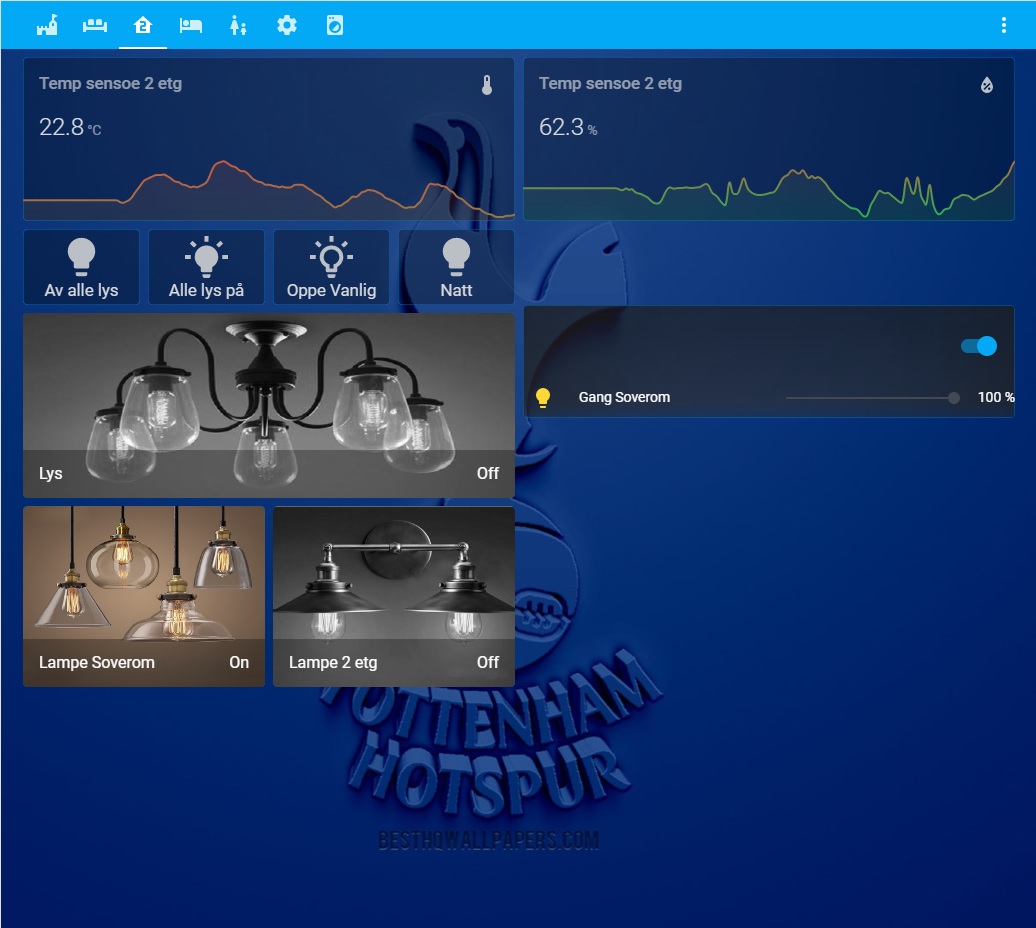 2
Temp sensoe 2 etg
22.8 °C
Temp sensoe 2 etg
62.3 %
Av alle lys
Alle lys på
Oppe Vanlig
Natt
Gang Soverom
100 %
Lys
Off
Lampe Soverom
On
Lampe 2 etg
Off
TOTTENHAM
HOTSPUR
BESTHQWALLPAPERS.COM